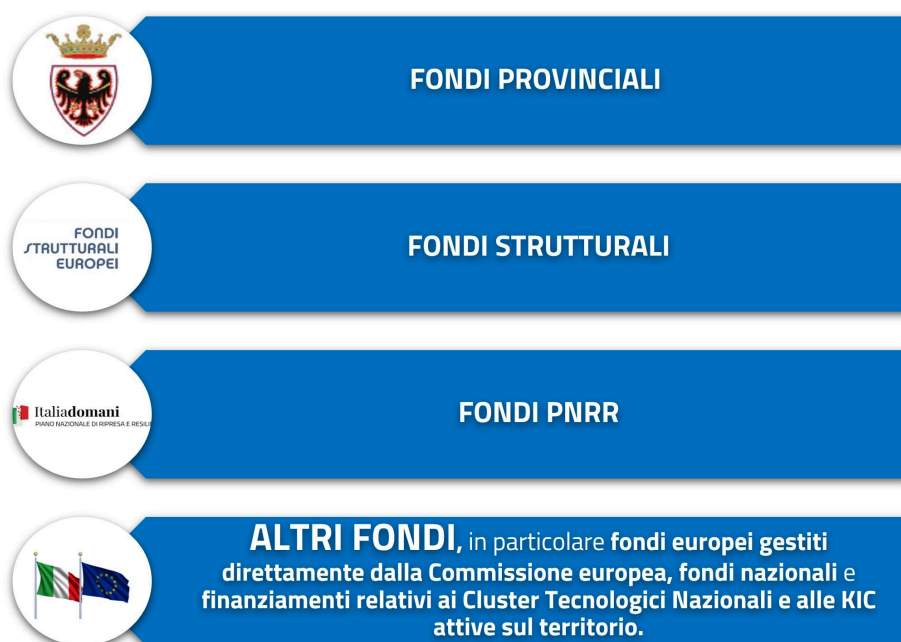 FONDI PROVINCIALI
FONDI
STRUTTURALI
EUROPEI
FONDI STRUTTURALI
Italiadomani
PIANO NAZIONALE DI RIPRESA E RESILI
FONDI PNRR
ALTRI FONDI, in particolare fondi europei gestiti
direttamente dalla Commissione europea, fondi nazionali e
finanziamenti relativi ai Cluster Tecnologici Nazionali e alle KIC
attive sul territorio.